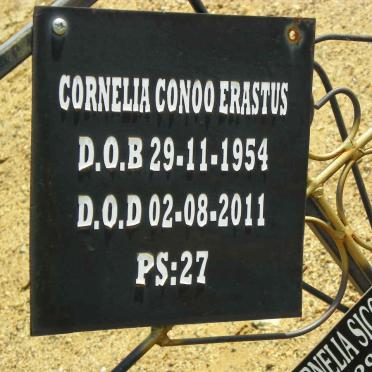 CORNELIA CONOO ERASTUS
D.O.B 29-11-1954
D.O.D 02-08-2011
PS:27